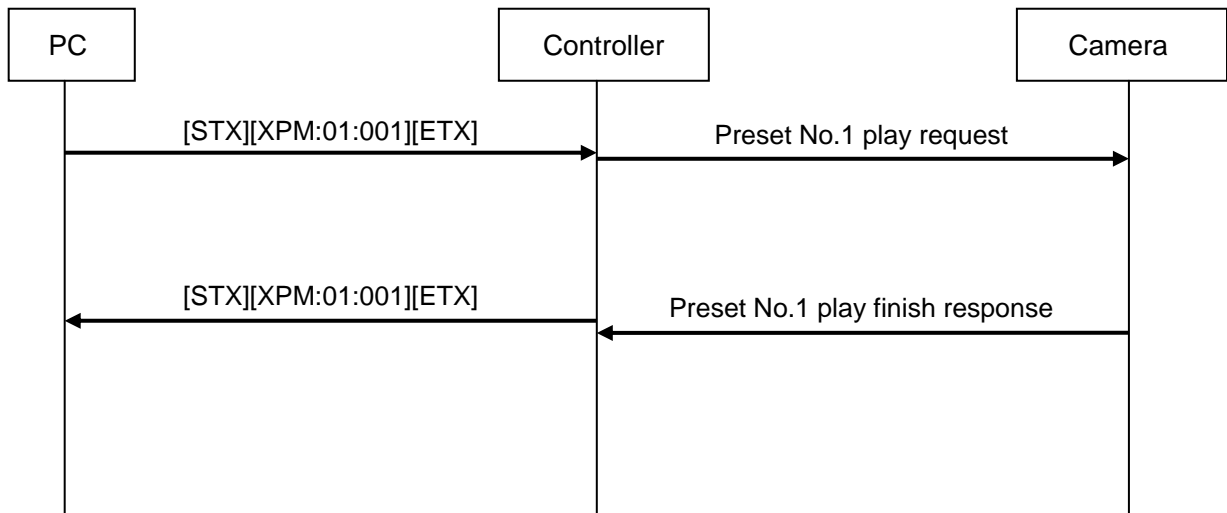 PC
Controller
Camera
[STX][XPM:01:001][ETX]
Preset No.1 play request
[STX][XPM:01:001][ETX]
Preset No.1 play finish response